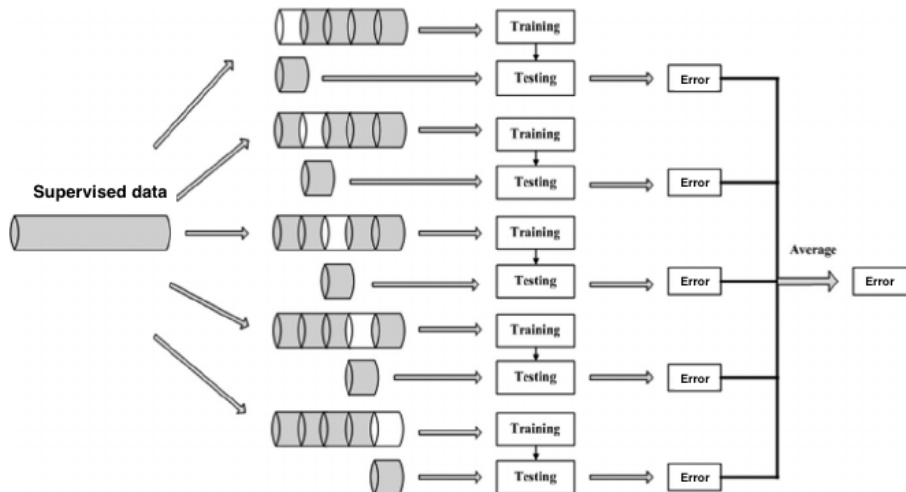 Training
Testing
Error
Training
Testing
Error
Supervised data
Training
Testing
Error
Average
Error
Training
Testing
Error
Training
Testing
Error